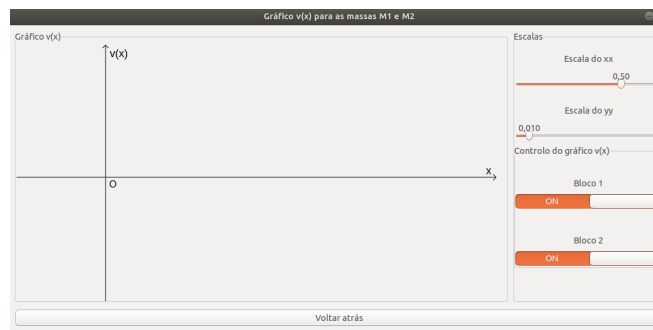 Gráfico v(x) para as massas M1 e M2
Gráfico v(x)
v(x)
x
O
Escalas
Escala do xx
0,50
Escala do yy
0,010
Controlo do gráfico v(x)
Bloco 1
ON
Bloco 2
ON
Voltar atrás